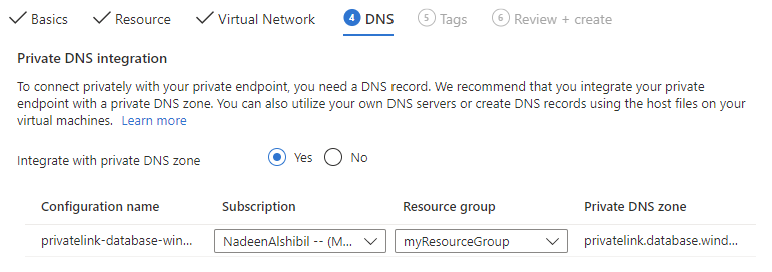 Basics Resource Virtual Network 4 DNS 5 Tags 6 Review + create
Private DNS integration
To connect privately with your private endpoint, you need a DNS record. We recommend that you integrate your private
endpoint with a private DNS zone. You can also utilize your own DNS servers or create DNS records using the host files on your
virtual machines. Learn more
Integrate with private DNS zone Yes No
Configuration name Subscription Resource group Private DNS zone
privatelink-database-win... NadeenAlshibil -- (M... myResourceGroup privatelink.database.wind...